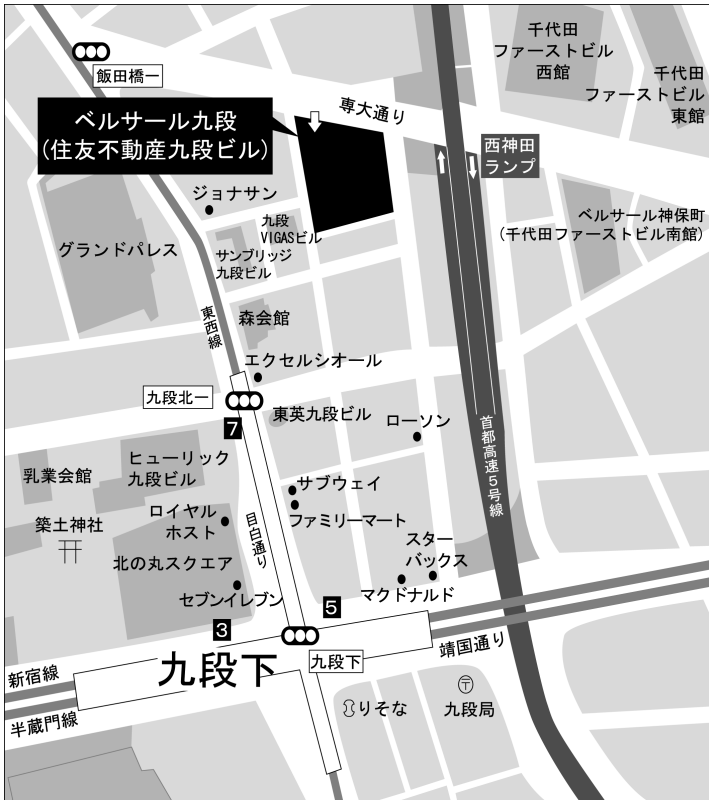 千代田
ファーストビル
西館
千代田
ファーストビル
東館
飯田橋一
専大通り
ベルサール九段
(住友不動産九段ビル)
西神田
ランプ
ジョナサン
ベルサール神保町
(千代田ファーストビル南館)
九段
VIGASビル
グランドパレス
サンブリッジ
九段ビル
東西線
森会館
エクセルシオール
九段北一
東英九段ビル
ローソン
7
首都高速5号線
ヒューリック
九段ビル
乳業会館
サブウェイ
ロイヤル
ホスト
目白通り
ファミリーマート
築土神社
スター
バックス
北の丸スクエア
マクドナルド
セブンイレブン
5
3
靖国通り
九段下
九段下
新宿線
半蔵門線
りそな
〒
九段局